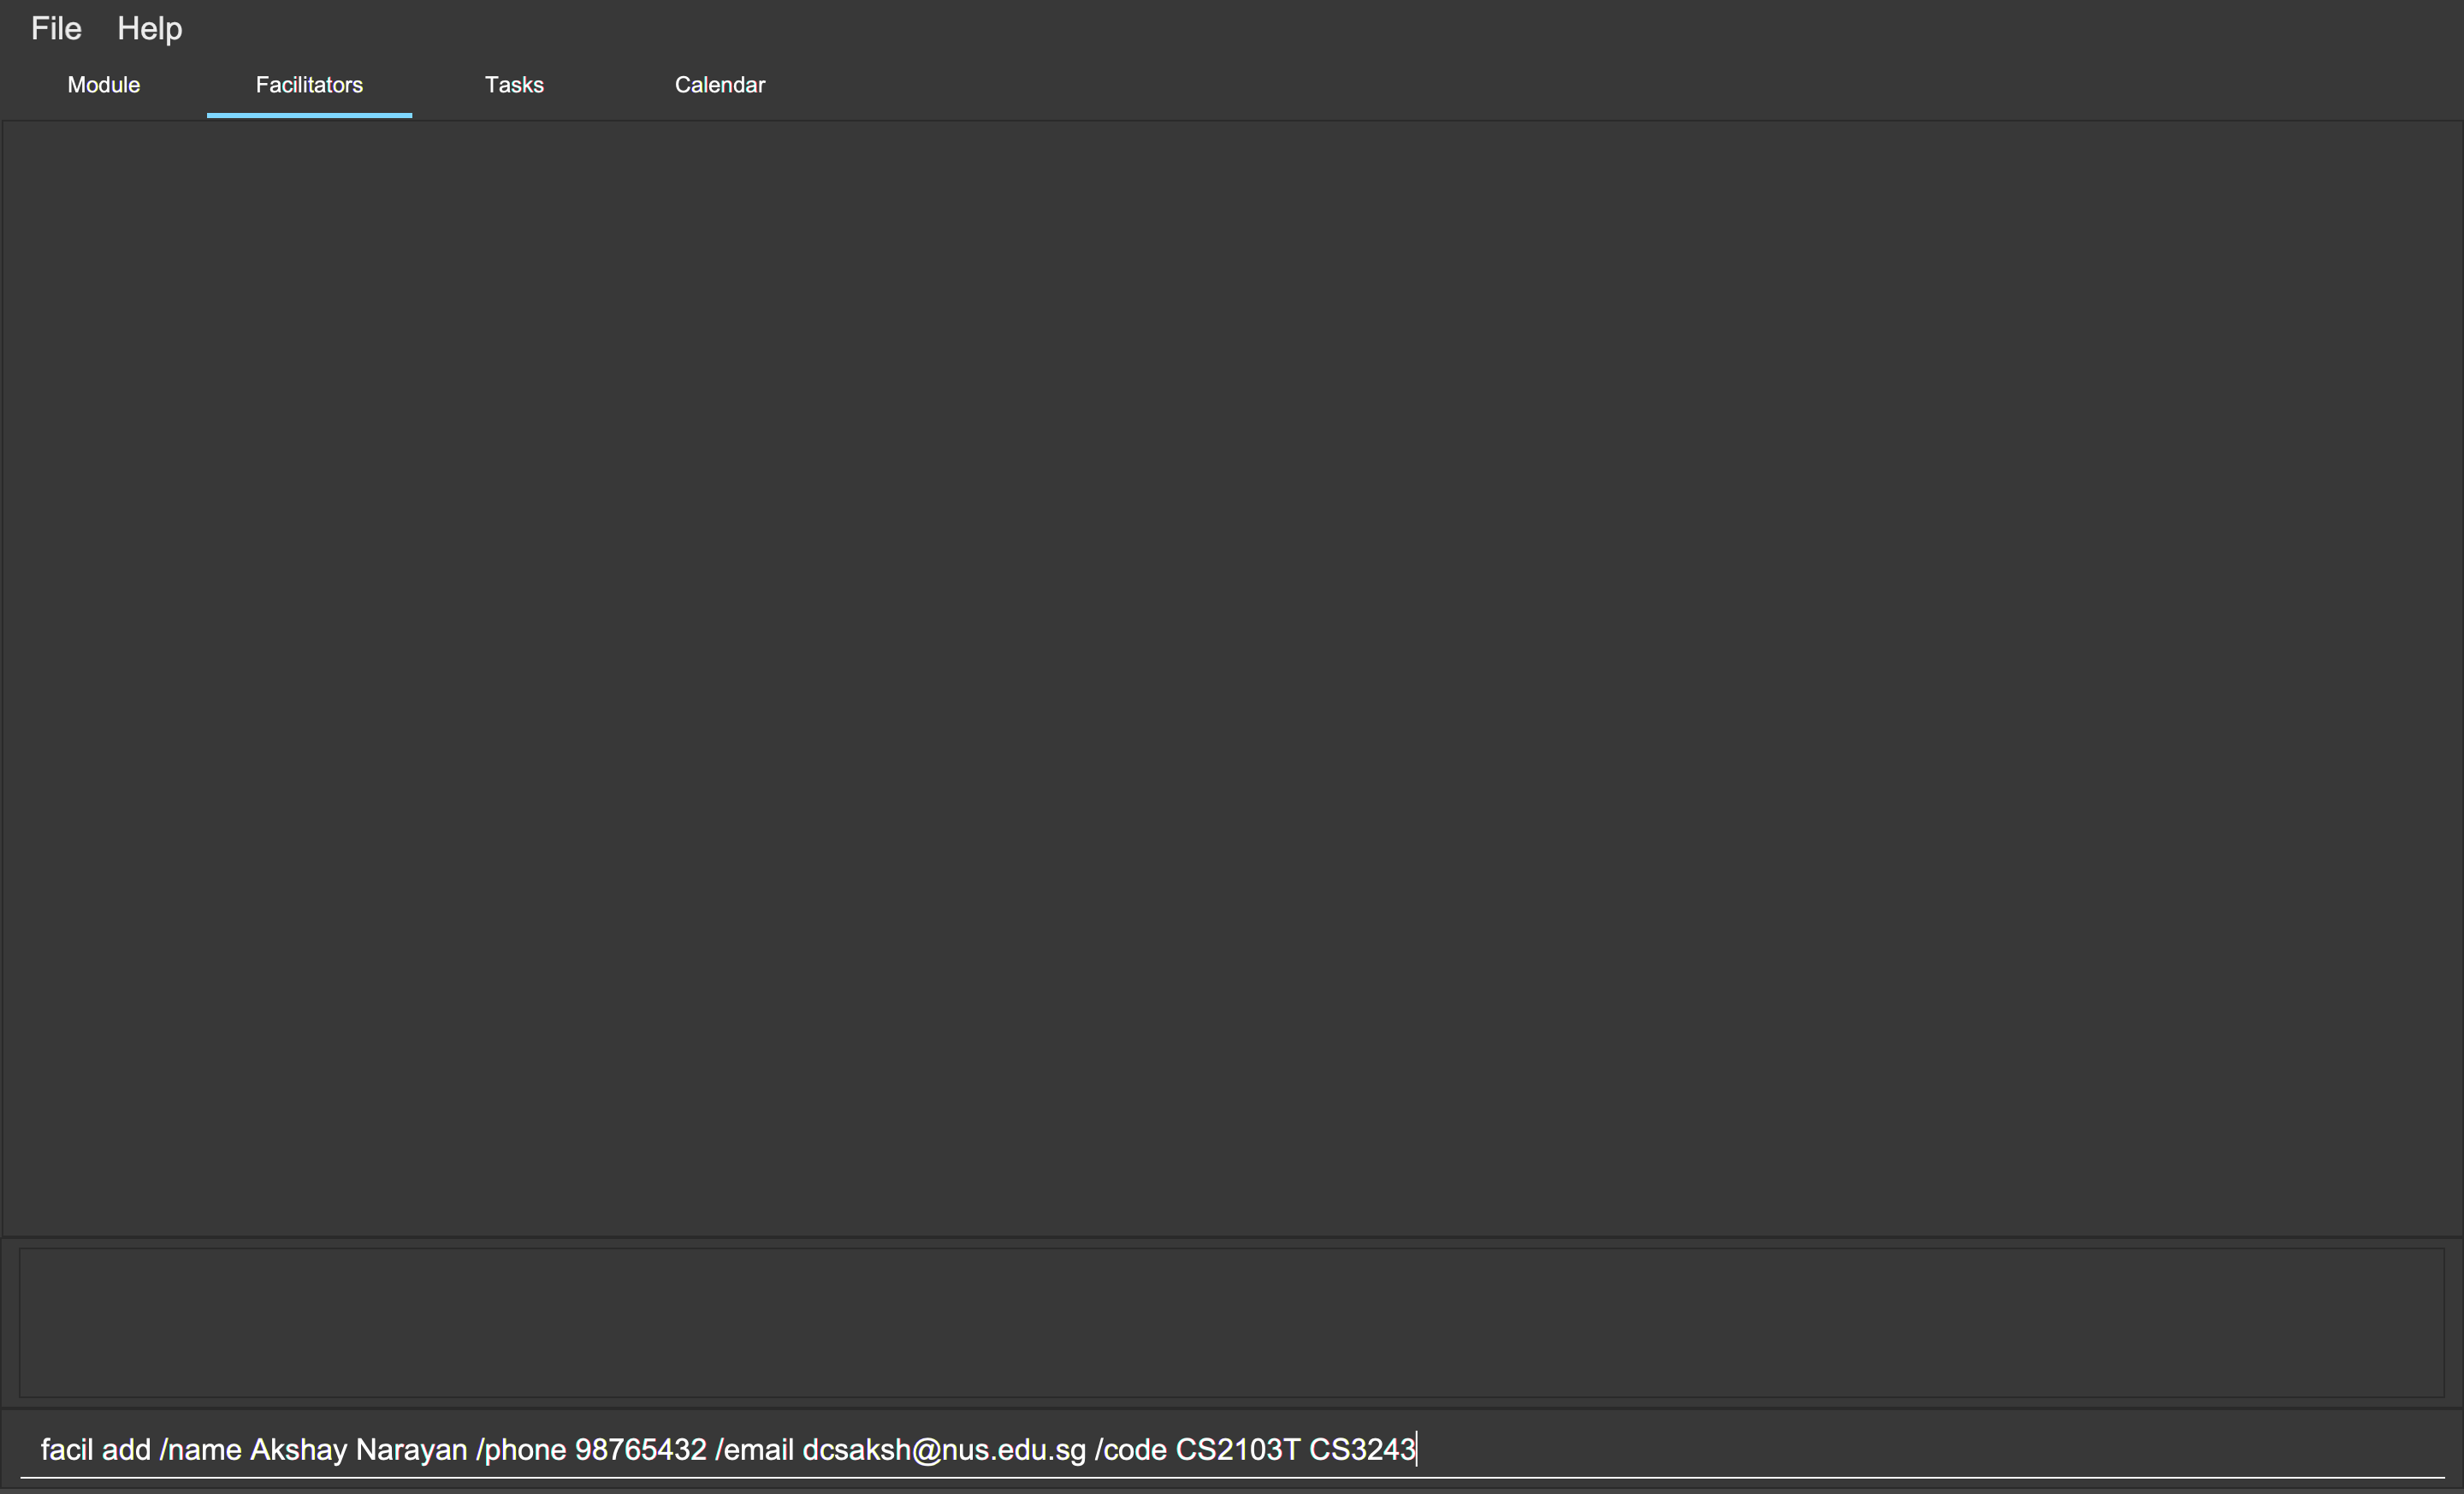 File Help
Module Facilitators Tasks Calendar
facil add /name Akshay Narayan /phone 98765432 /email dcsaksh@nus.edu.sg /code CS2103T CS3243